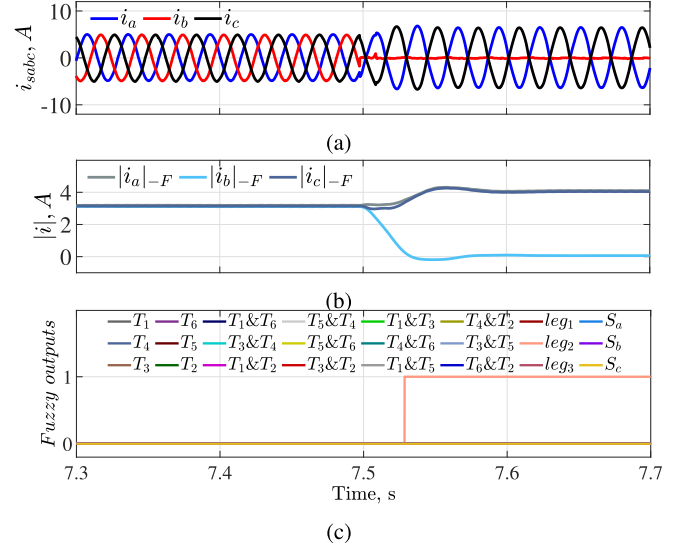 10
0
-10
i_sabc, A
i_a i_b i_c
(a)
4
2
0
|i|, A
|i_a|_−F |i_b|_−F |i_c|_−F
(b)
1
0
Fuzzy outputs
T_1 T_6 T_1&T_6 T_5&T_4 T_1&T_3 T_4&T_2 leg_1 S_a
T_4 T_5 T_3&T_4 T_5&T_6 T_4&T_6 T_3&T_5 leg_2 S_b
T_3 T_2 T_1&T_2 T_3&T_2 T_1&T_5 T_6&T_2 leg_3 S_c
7.3 7.4 7.5 7.6 7.7
Time, s
(c)